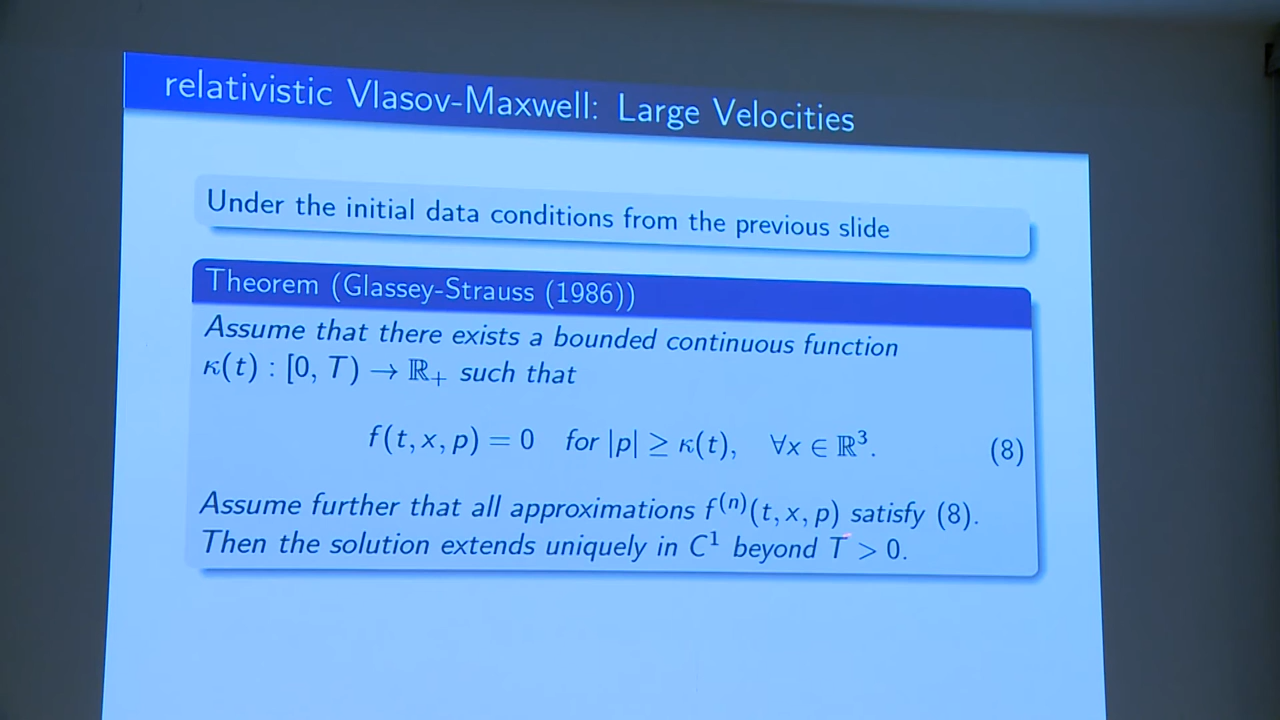 relativistic Vlasov-Maxwell: Large Velocities
Under the initial data conditions from the previous slide
Theorem (Glassey-Strauss (1986))
Assume that there exists a bounded continuous function
κ(t) : [0, T) → ℝ₊ such that
f(t, x, p) = 0 for |p| ≥ κ(t), ∀x ∈ ℝ³. (8)
Assume further that all approximations f⁽ⁿ⁾(t, x, p) satisfy (8).
Then the solution extends uniquely in C¹ beyond T > 0.